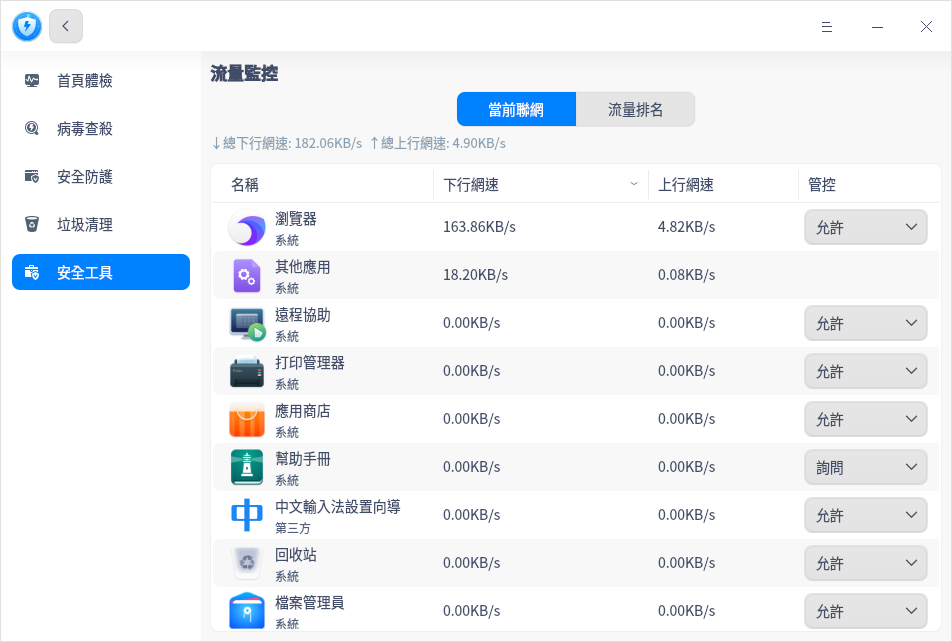 首頁體檢
病毒查殺
安全防護
垃圾清理
安全工具
流量監控
當前聯網 流量排名
↓總下行網速: 182.06KB/s ↑總上行網速: 4.90KB/s
名稱 下行網速 上行網速 管控
瀏覽器
系統
163.86KB/s 4.82KB/s 允許
其他應用
系統
18.20KB/s 0.08KB/s
遠程協助
系統
0.00KB/s 0.00KB/s 允許
打印管理器
系統
0.00KB/s 0.00KB/s 允許
應用商店
系統
0.00KB/s 0.00KB/s 允許
幫助手冊
系統
0.00KB/s 0.00KB/s 詢問
中文輸入法設置向導
第三方
0.00KB/s 0.00KB/s 允許
回收站
系統
0.00KB/s 0.00KB/s 允許
檔案管理員
系統
0.00KB/s 0.00KB/s 允許